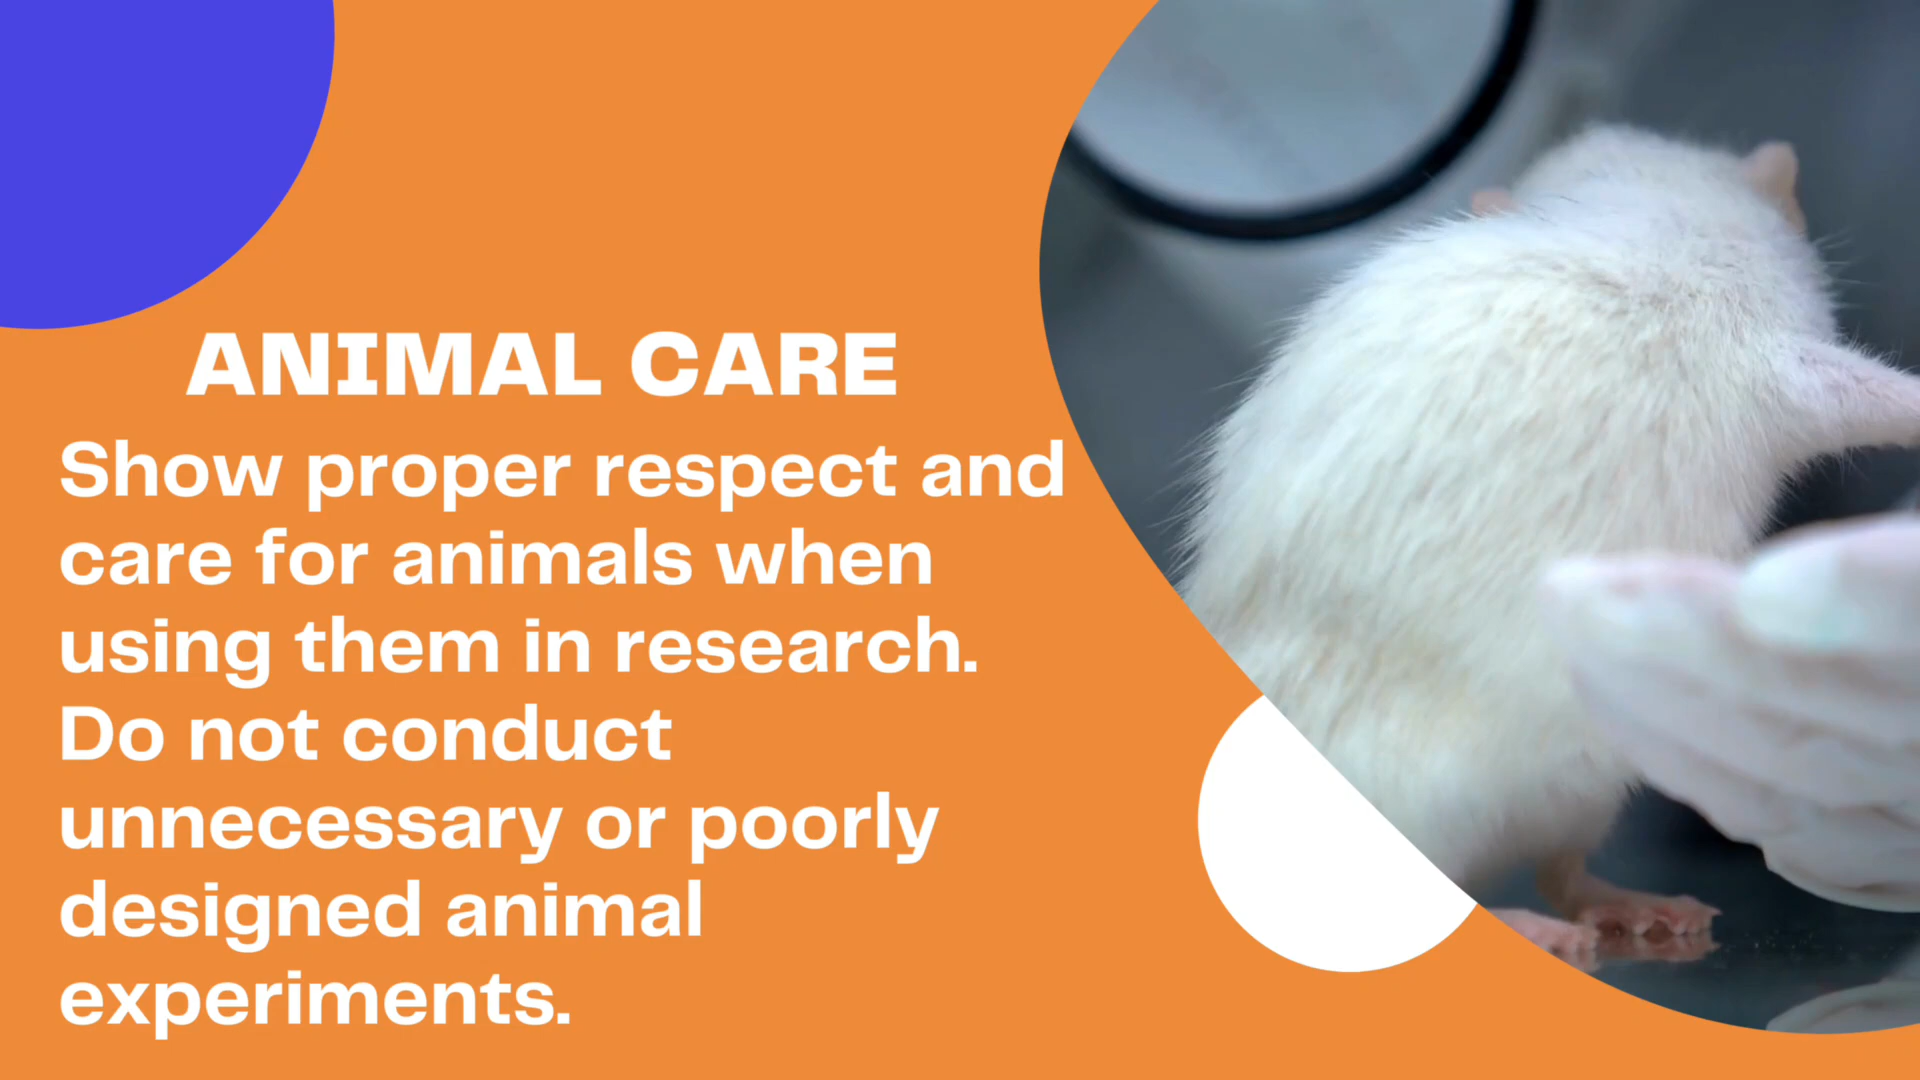 ANIMAL CARE
Show proper respect and
care for animals when
using them in research.
Do not conduct
unnecessary or poorly
designed animal
experiments.